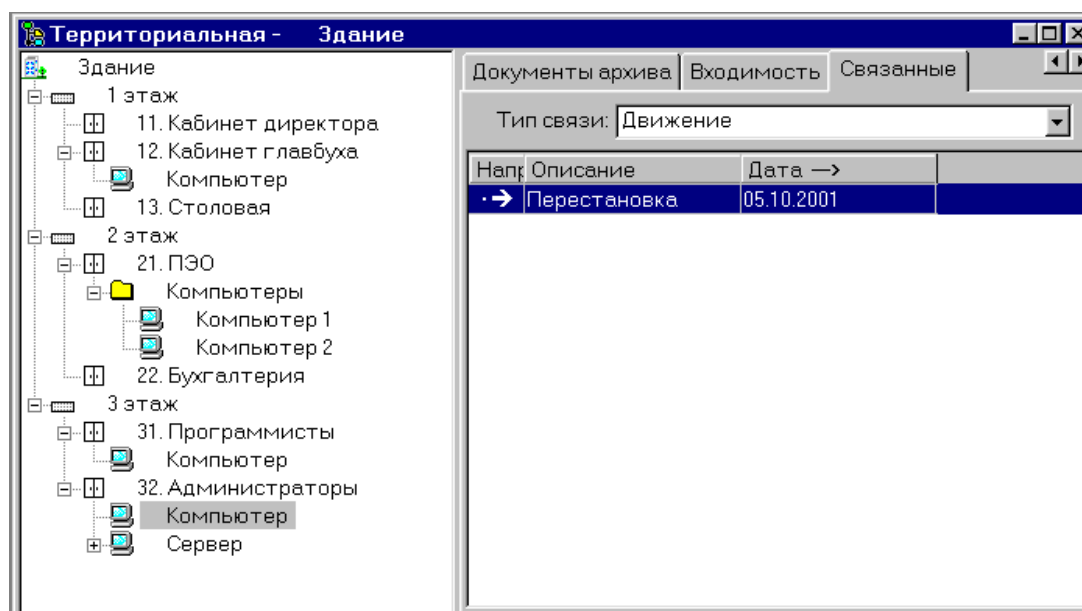 Территориальная - Здание
Здание
1 этаж
11. Кабинет директора
12. Кабинет главбуха
Компьютер
13. Столовая
2 этаж
21. ПЭО
Компьютеры
Компьютер 1
Компьютер 2
22. Бухгалтерия
3 этаж
31. Программисты
Компьютер
32. Администраторы
Компьютер
Сервер
Документы архива Входимость Связанные
Тип связи: Движение
Напр Описание Дата —>
Перестановка 05.10.2001